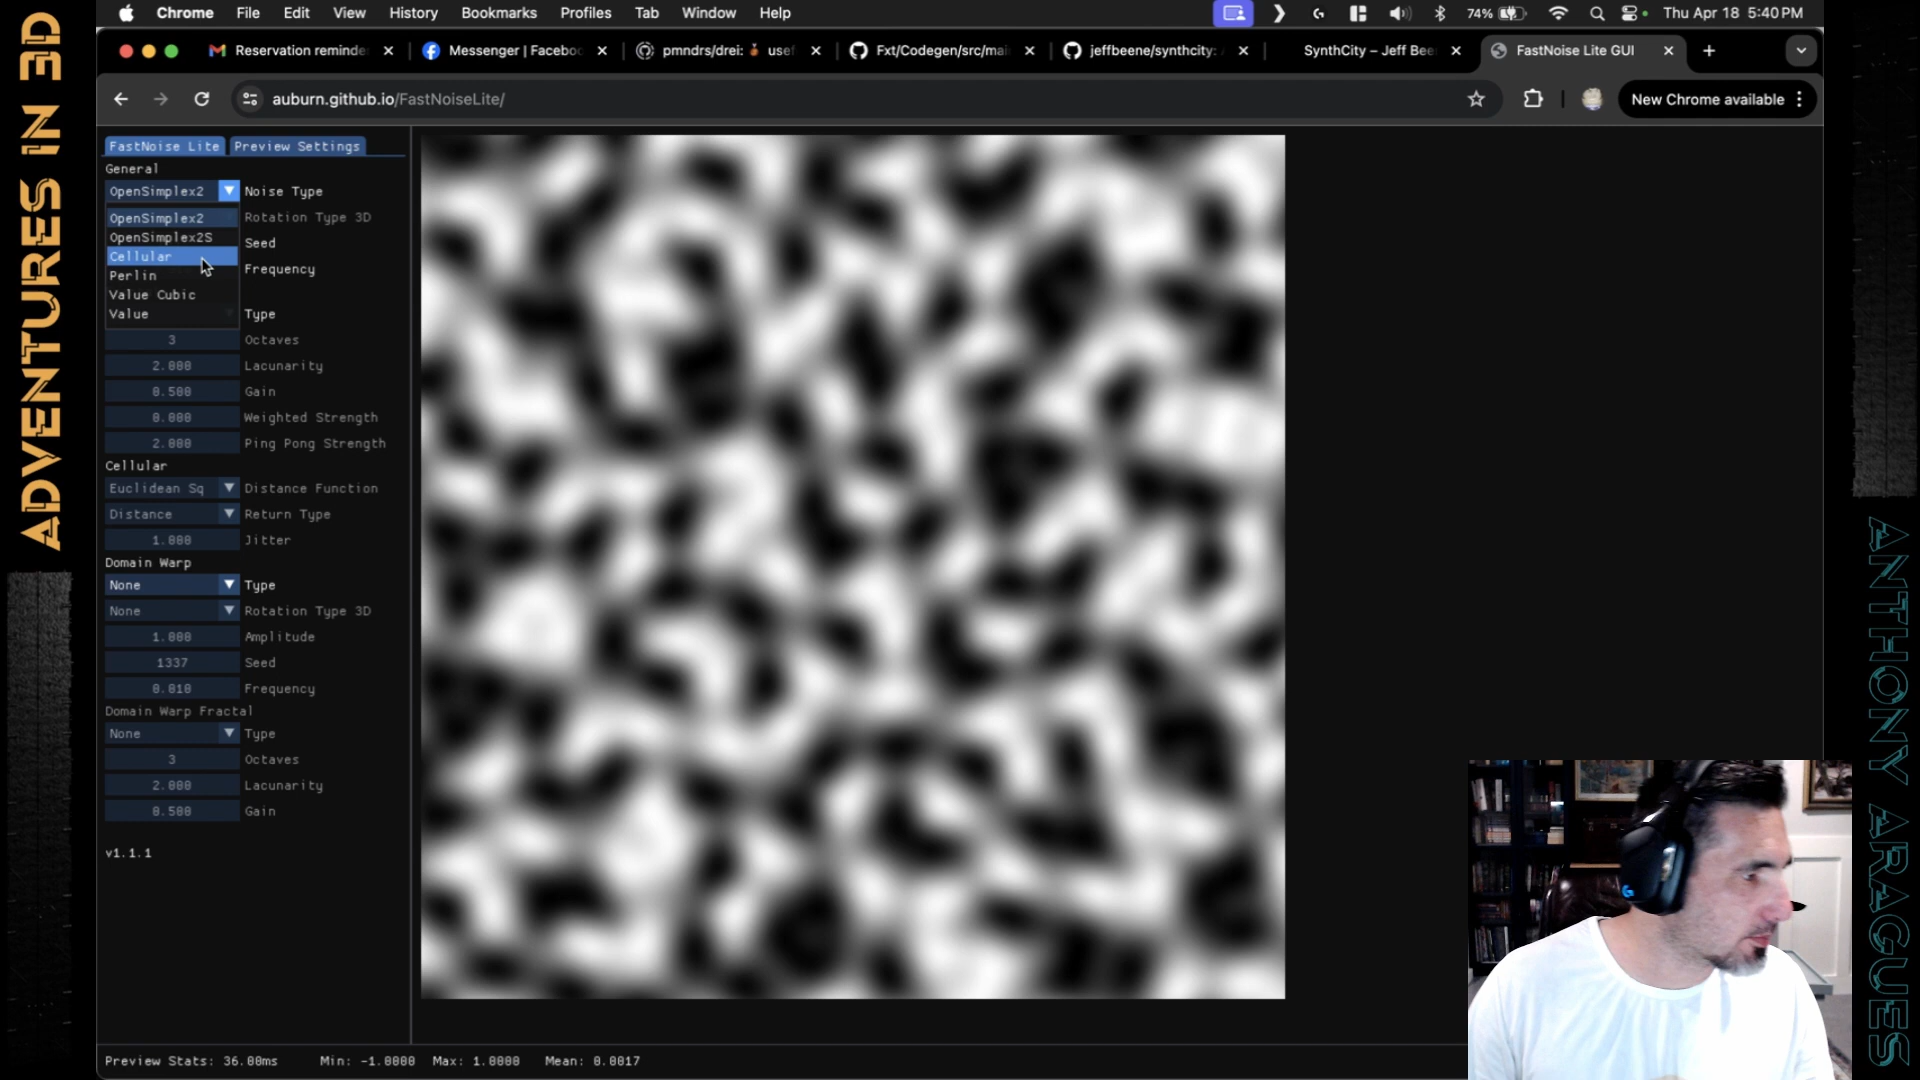 ADVENTURES IN 3D
Chrome File Edit View History Bookmarks Profiles Tab Window Help
74% Thu Apr 18 5:40 PM
Reservation reminde
Messenger | Faceboo
pmndrs/drei: usef
Fxt/Codegen/src/mai
jeffbeene/synthcity:
SynthCity – Jeff Bee
FastNoise Lite GUI
auburn.github.io/FastNoiseLite/
New Chrome available
FastNoise Lite Preview Settings
General
OpenSimplex2 Noise Type
OpenSimplex2 Rotation Type 3D
OpenSimplex2S Seed
Cellular
Frequency
Perlin
Value Cubic
Value Type
3 Octaves
2.000 Lacunarity
0.500 Gain
0.000 Weighted Strength
2.000 Ping Pong Strength
Cellular
Euclidean Sq Distance Function
Distance Return Type
1.000 Jitter
Domain Warp
None Type
None Rotation Type 3D
1.000 Amplitude
1337 Seed
0.010 Frequency
Domain Warp Fractal
None Type
3 Octaves
2.000 Lacunarity
0.500 Gain
v1.1.1
Preview Stats: 36.00ms Min: -1.0000 Max: 1.0000 Mean: 0.0017
ANTHONY ARAGUES